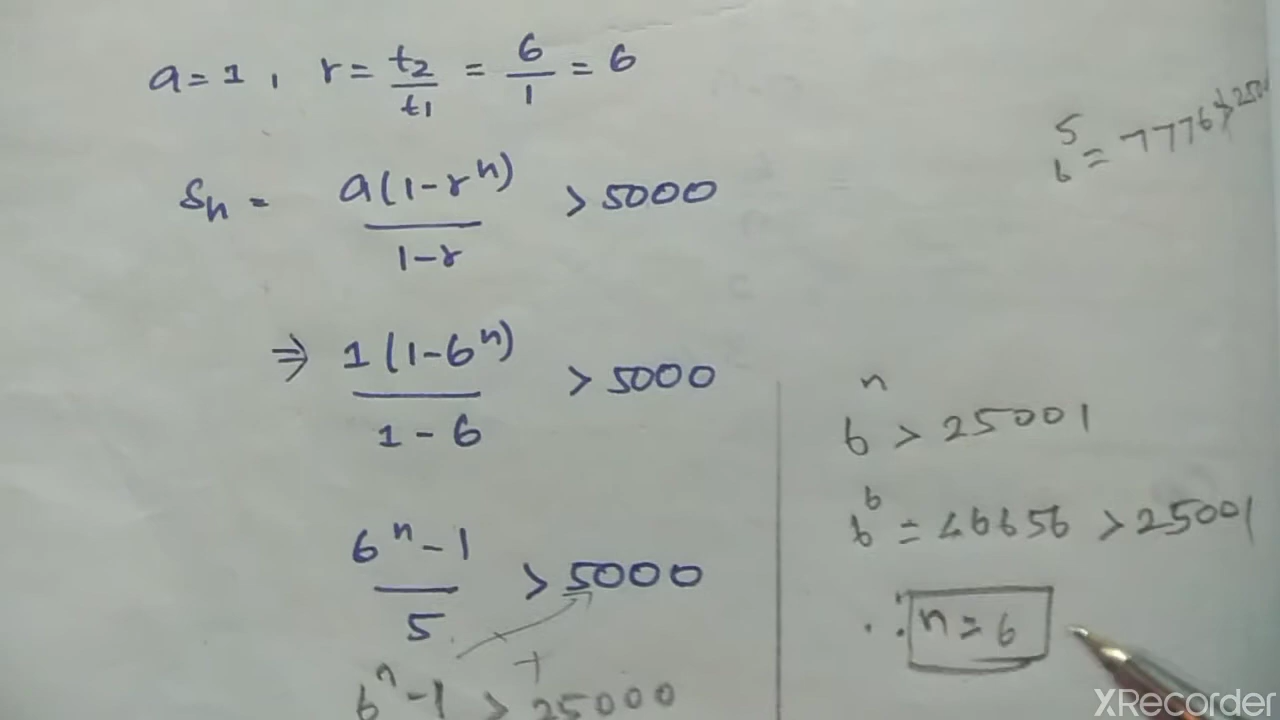 a = 1, r = t2/t1 = 6/1 = 6
5
6 = 7776 > 250
Sn = a(1-r^n)/1-r > 5000
⇒ 1(1-6^n)/1-6 > 5000
6^n - 1/5 > 5000
6^n - 1 > 25000
6^n > 25001
6^6 = 46656 > 25001
∴ n = 6
XRecorder